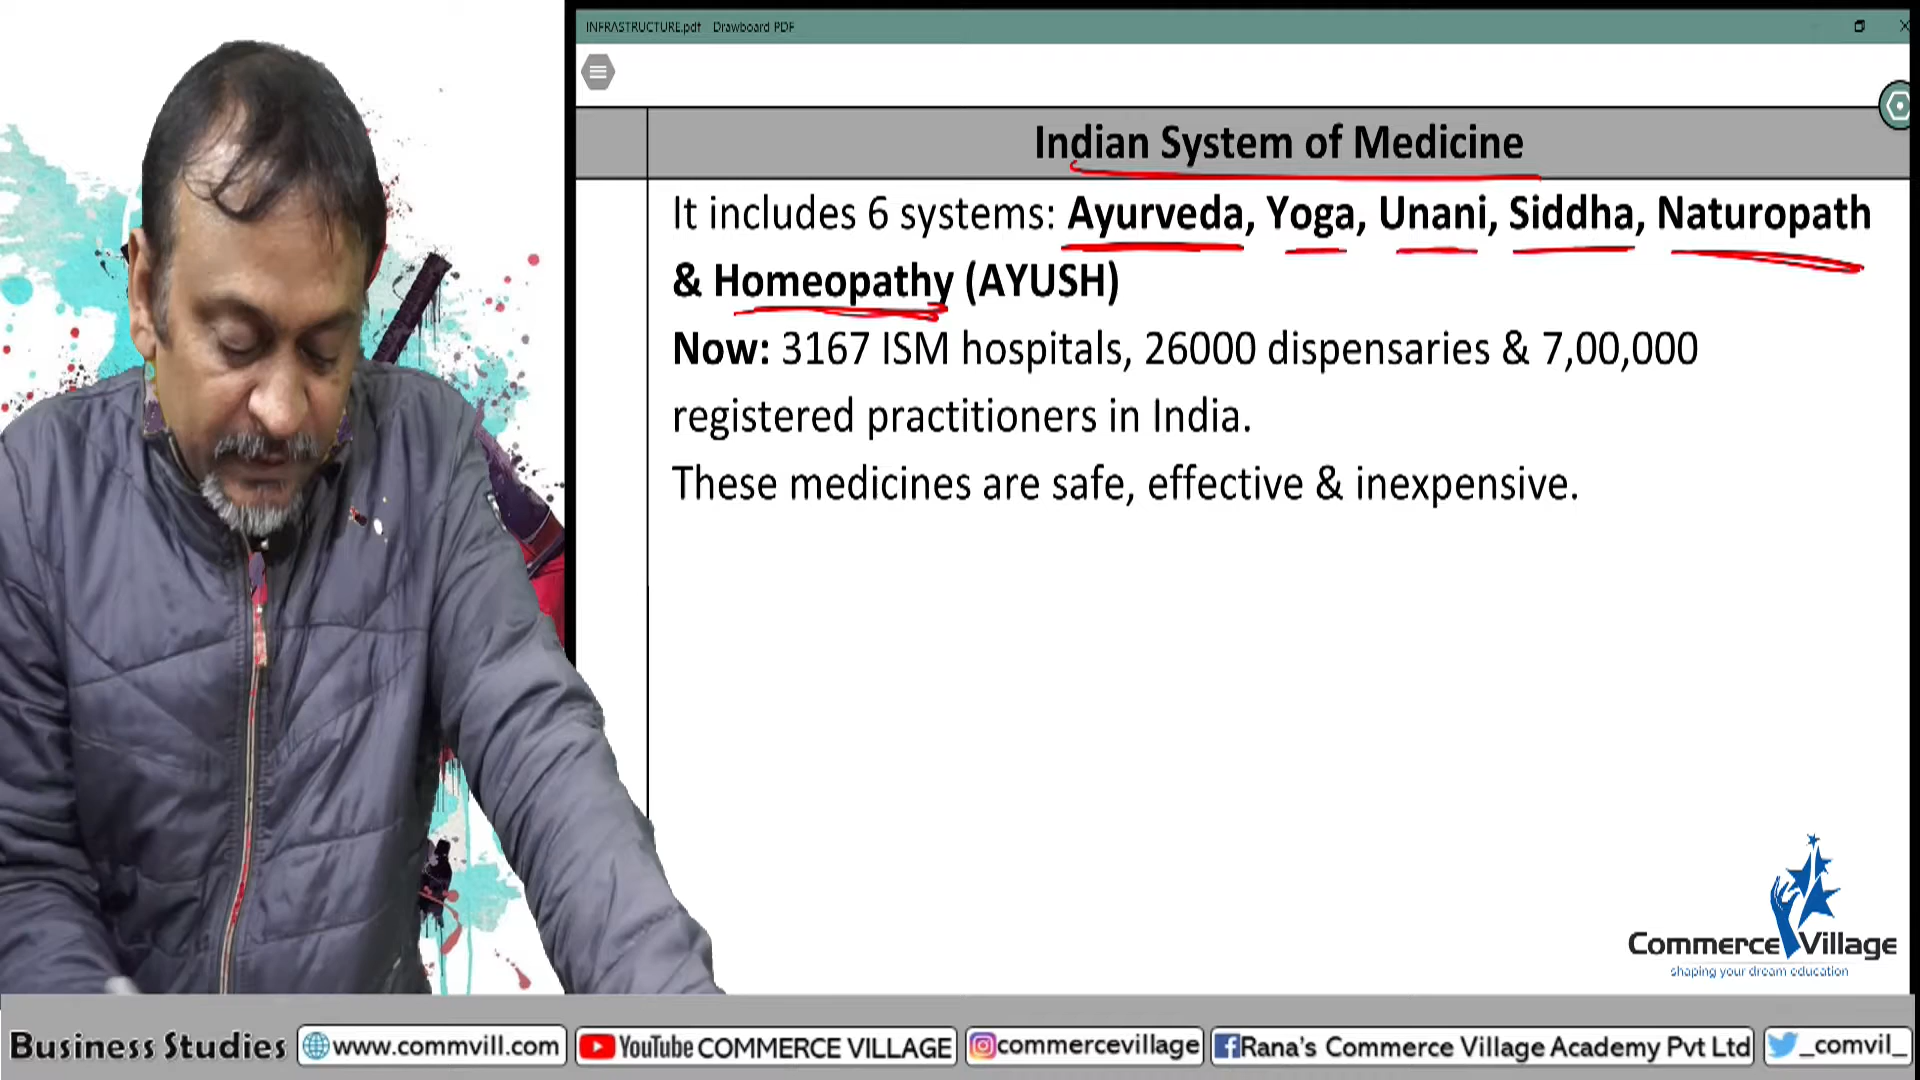 INFRASTRUCTURE.pdf Drawboard PDF
Indian System of Medicine
It includes 6 systems: Ayurveda, Yoga, Unani, Siddha, Naturopath
& Homeopathy (AYUSH)
Now: 3167 ISM hospitals, 26000 dispensaries & 7,00,000
registered practitioners in India.
These medicines are safe, effective & inexpensive.
Commerce Village
shaping your dream education
Business Studies www.commvill.com YouTube COMMERCE VILLAGE commercevillage Rana's Commerce Village Academy Pvt Ltd _comvil_